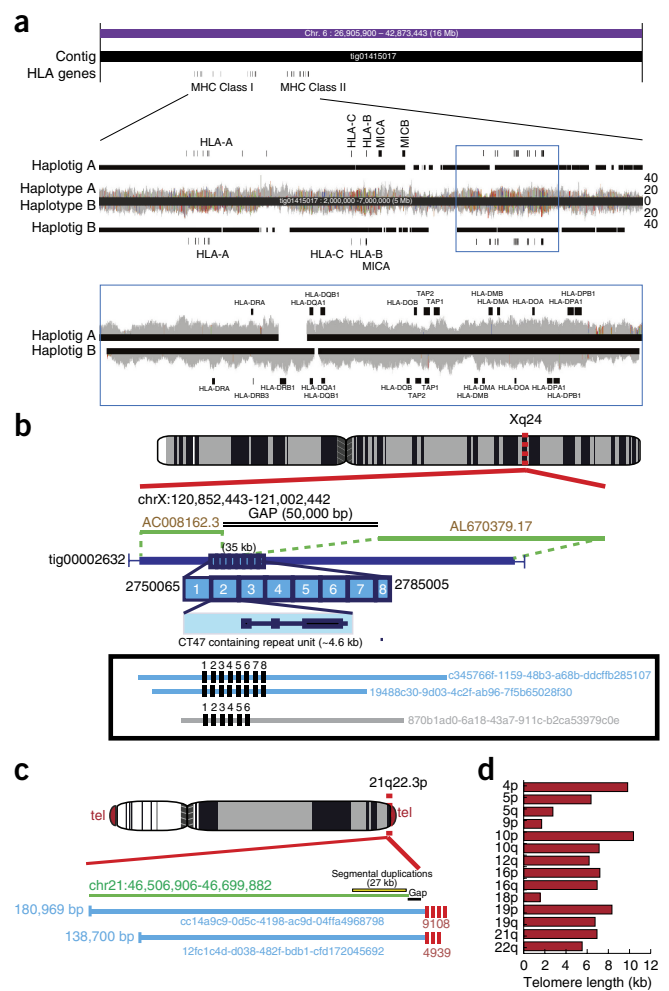 a
Chr. 6 : 26,905,900 – 42,873,443 (16 Mb)
Contig
tig01415017
HLA genes
MHC Class I
MHC Class II
HLA-A
HLA-C
HLA-B
MICA
MICB
Haplotig A
Haplotype A
Haplotype B
tig01415017 : 2,000,000 -7,000,000 (5 Mb)
Haplotig B
40
20
0
20
40
HLA-A
HLA-C
HLA-B
MICA
HLA-DRA
HLA-DQB1
HLA-DQA1
TAP2
HLA-DOB
TAP1
HLA-DMB
HLA-DMA
HLA-DOA
HLA-DPB1
HLA-DPA1
Haplotig A
Haplotig B
HLA-DRA
HLA-DRB1
HLA-DRB3
HLA-DQA1
HLA-DQB1
HLA-DOB
TAP1
TAP2
HLA-DMA
HLA-DMB
HLA-DOA
HLA-DPA1
HLA-DPB1
b
Xq24
chrX:120,852,443-121,002,442
GAP (50,000 bp)
AC008162.3
AL670379.17
(35 kb)
tig00002632
2750065
1 2 3 4 5 6 7 8
2785005
CT47 containing repeat unit (~4.6 kb)
1 2 3 4 5 6 7 8
c345766f-1159-48b3-a68b-ddcffb285107
19488c30-9d03-4c2f-ab96-7f5b65028f30
1 2 3 4 5 6
870b1ad0-6a18-43a7-911c-b2ca53979c0e
c
21q22.3p
tel
tel
Segmental duplications
(27 kb)
chr21:46,506,906-46,699,882
Gap
180,969 bp
cc14a9c9-0d5c-4198-ac9d-04ffa4968798
9108
138,700 bp
12fc1c4d-d038-482f-bdb1-cfd172045692
4939
d
4p
5p
5q
9p
10p
10q
12q
16p
16q
18p
19p
19q
21q
22q
0 2 4 6 8 10 12
Telomere length (kb)